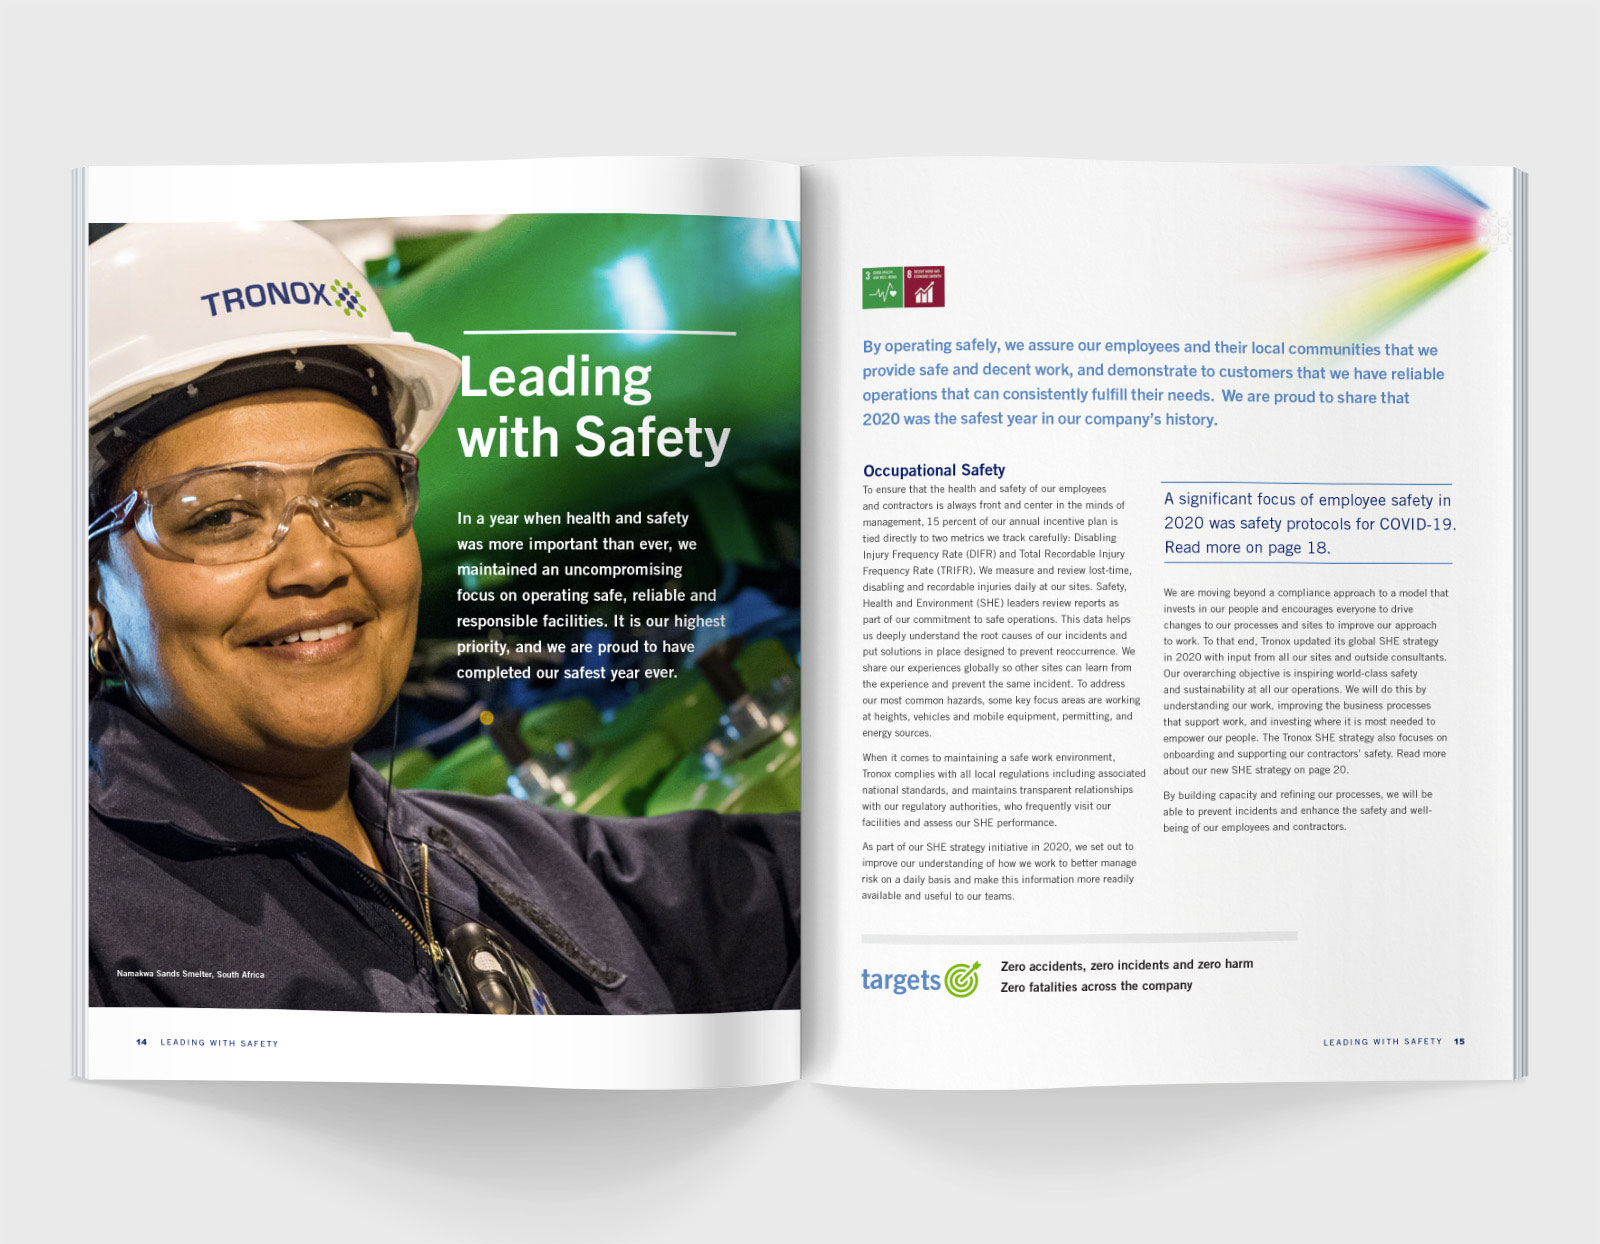 TRONOX
Leading
with Safety
In a year when health and safety
was more important than ever, we
maintained an uncompromising
focus on operating safe, reliable and
responsible facilities. It is our highest
priority, and we are proud to have
completed our safest year ever.
Namakwa Sands Smelter, South Africa
14 LEADING WITH SAFETY
3 GOOD HEALTH
AND WELL-BEING
8 DECENT WORK AND
ECONOMIC GROWTH
By operating safely, we assure our employees and their local communities that we
provide safe and decent work, and demonstrate to customers that we have reliable
operations that can consistently fulfill their needs. We are proud to share that
2020 was the safest year in our company's history.
Occupational Safety
To ensure that the health and safety of our employees
and contractors is always front and center in the minds of
management, 15 percent of our annual incentive plan is
tied directly to two metrics we track carefully: Disabling
Injury Frequency Rate (DIFR) and Total Recordable Injury
Frequency Rate (TRIFR). We measure and review lost-time,
disabling and recordable injuries daily at our sites. Safety,
Health and Environment (SHE) leaders review reports as
part of our commitment to safe operations. This data helps
us deeply understand the root causes of our incidents and
put solutions in place designed to prevent reoccurrence. We
share our experiences globally so other sites can learn from
the experience and prevent the same incident. To address
our most common hazards, some key focus areas are working
at heights, vehicles and mobile equipment, permitting, and
energy sources.
When it comes to maintaining a safe work environment,
Tronox complies with all local regulations including associated
national standards, and maintains transparent relationships
with our regulatory authorities, who frequently visit our
facilities and assess our SHE performance.
As part of our SHE strategy initiative in 2020, we set out to
improve our understanding of how we work to better manage
risk on a daily basis and make this information more readily
available and useful to our teams.
A significant focus of employee safety in
2020 was safety protocols for COVID-19.
Read more on page 18.
We are moving beyond a compliance approach to a model that
invests in our people and encourages everyone to drive
changes to our processes and sites to improve our approach
to work. To that end, Tronox updated its global SHE strategy
in 2020 with input from all our sites and outside consultants.
Our overarching objective is inspiring world-class safety
and sustainability at all our operations. We will do this by
understanding our work, improving the business processes
that support work, and investing where it is most needed to
empower our people. The Tronox SHE strategy also focuses on
onboarding and supporting our contractors' safety. Read more
about our new SHE strategy on page 20.
By building capacity and refining our processes, we will be
able to prevent incidents and enhance the safety and well-
being of our employees and contractors.
targets
Zero accidents, zero incidents and zero harm
Zero fatalities across the company
LEADING WITH SAFETY 15